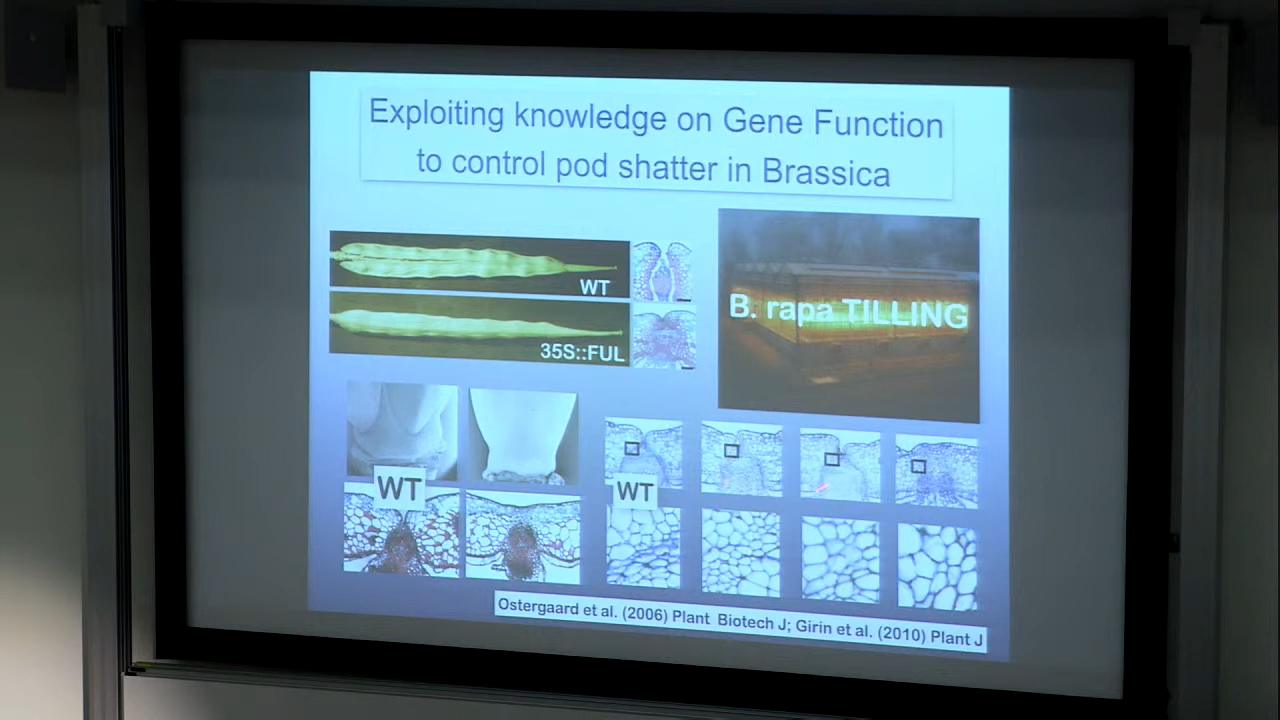 Exploiting knowledge on Gene Function
to control pod shatter in Brassica
WT
35S::FUL
B. rapa TILLING
WT
WT
Ostergaard et al. (2006) Plant Biotech J; Girin et al. (2010) Plant J